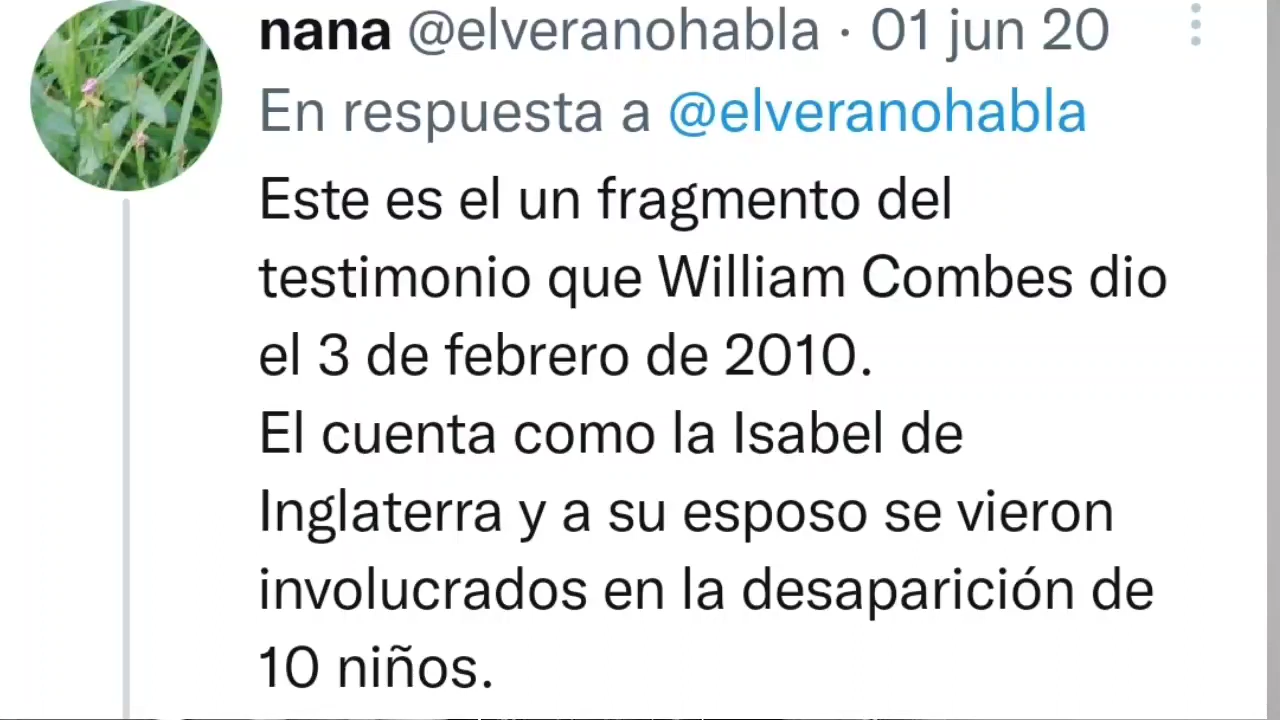 nana @elveranohabla · 01 jun 20
En respuesta a @elveranohabla
Este es el un fragmento del
testimonio que William Combes dio
el 3 de febrero de 2010.
El cuenta como la Isabel de
Inglaterra y a su esposo se vieron
involucrados en la desaparición de
10 niños.